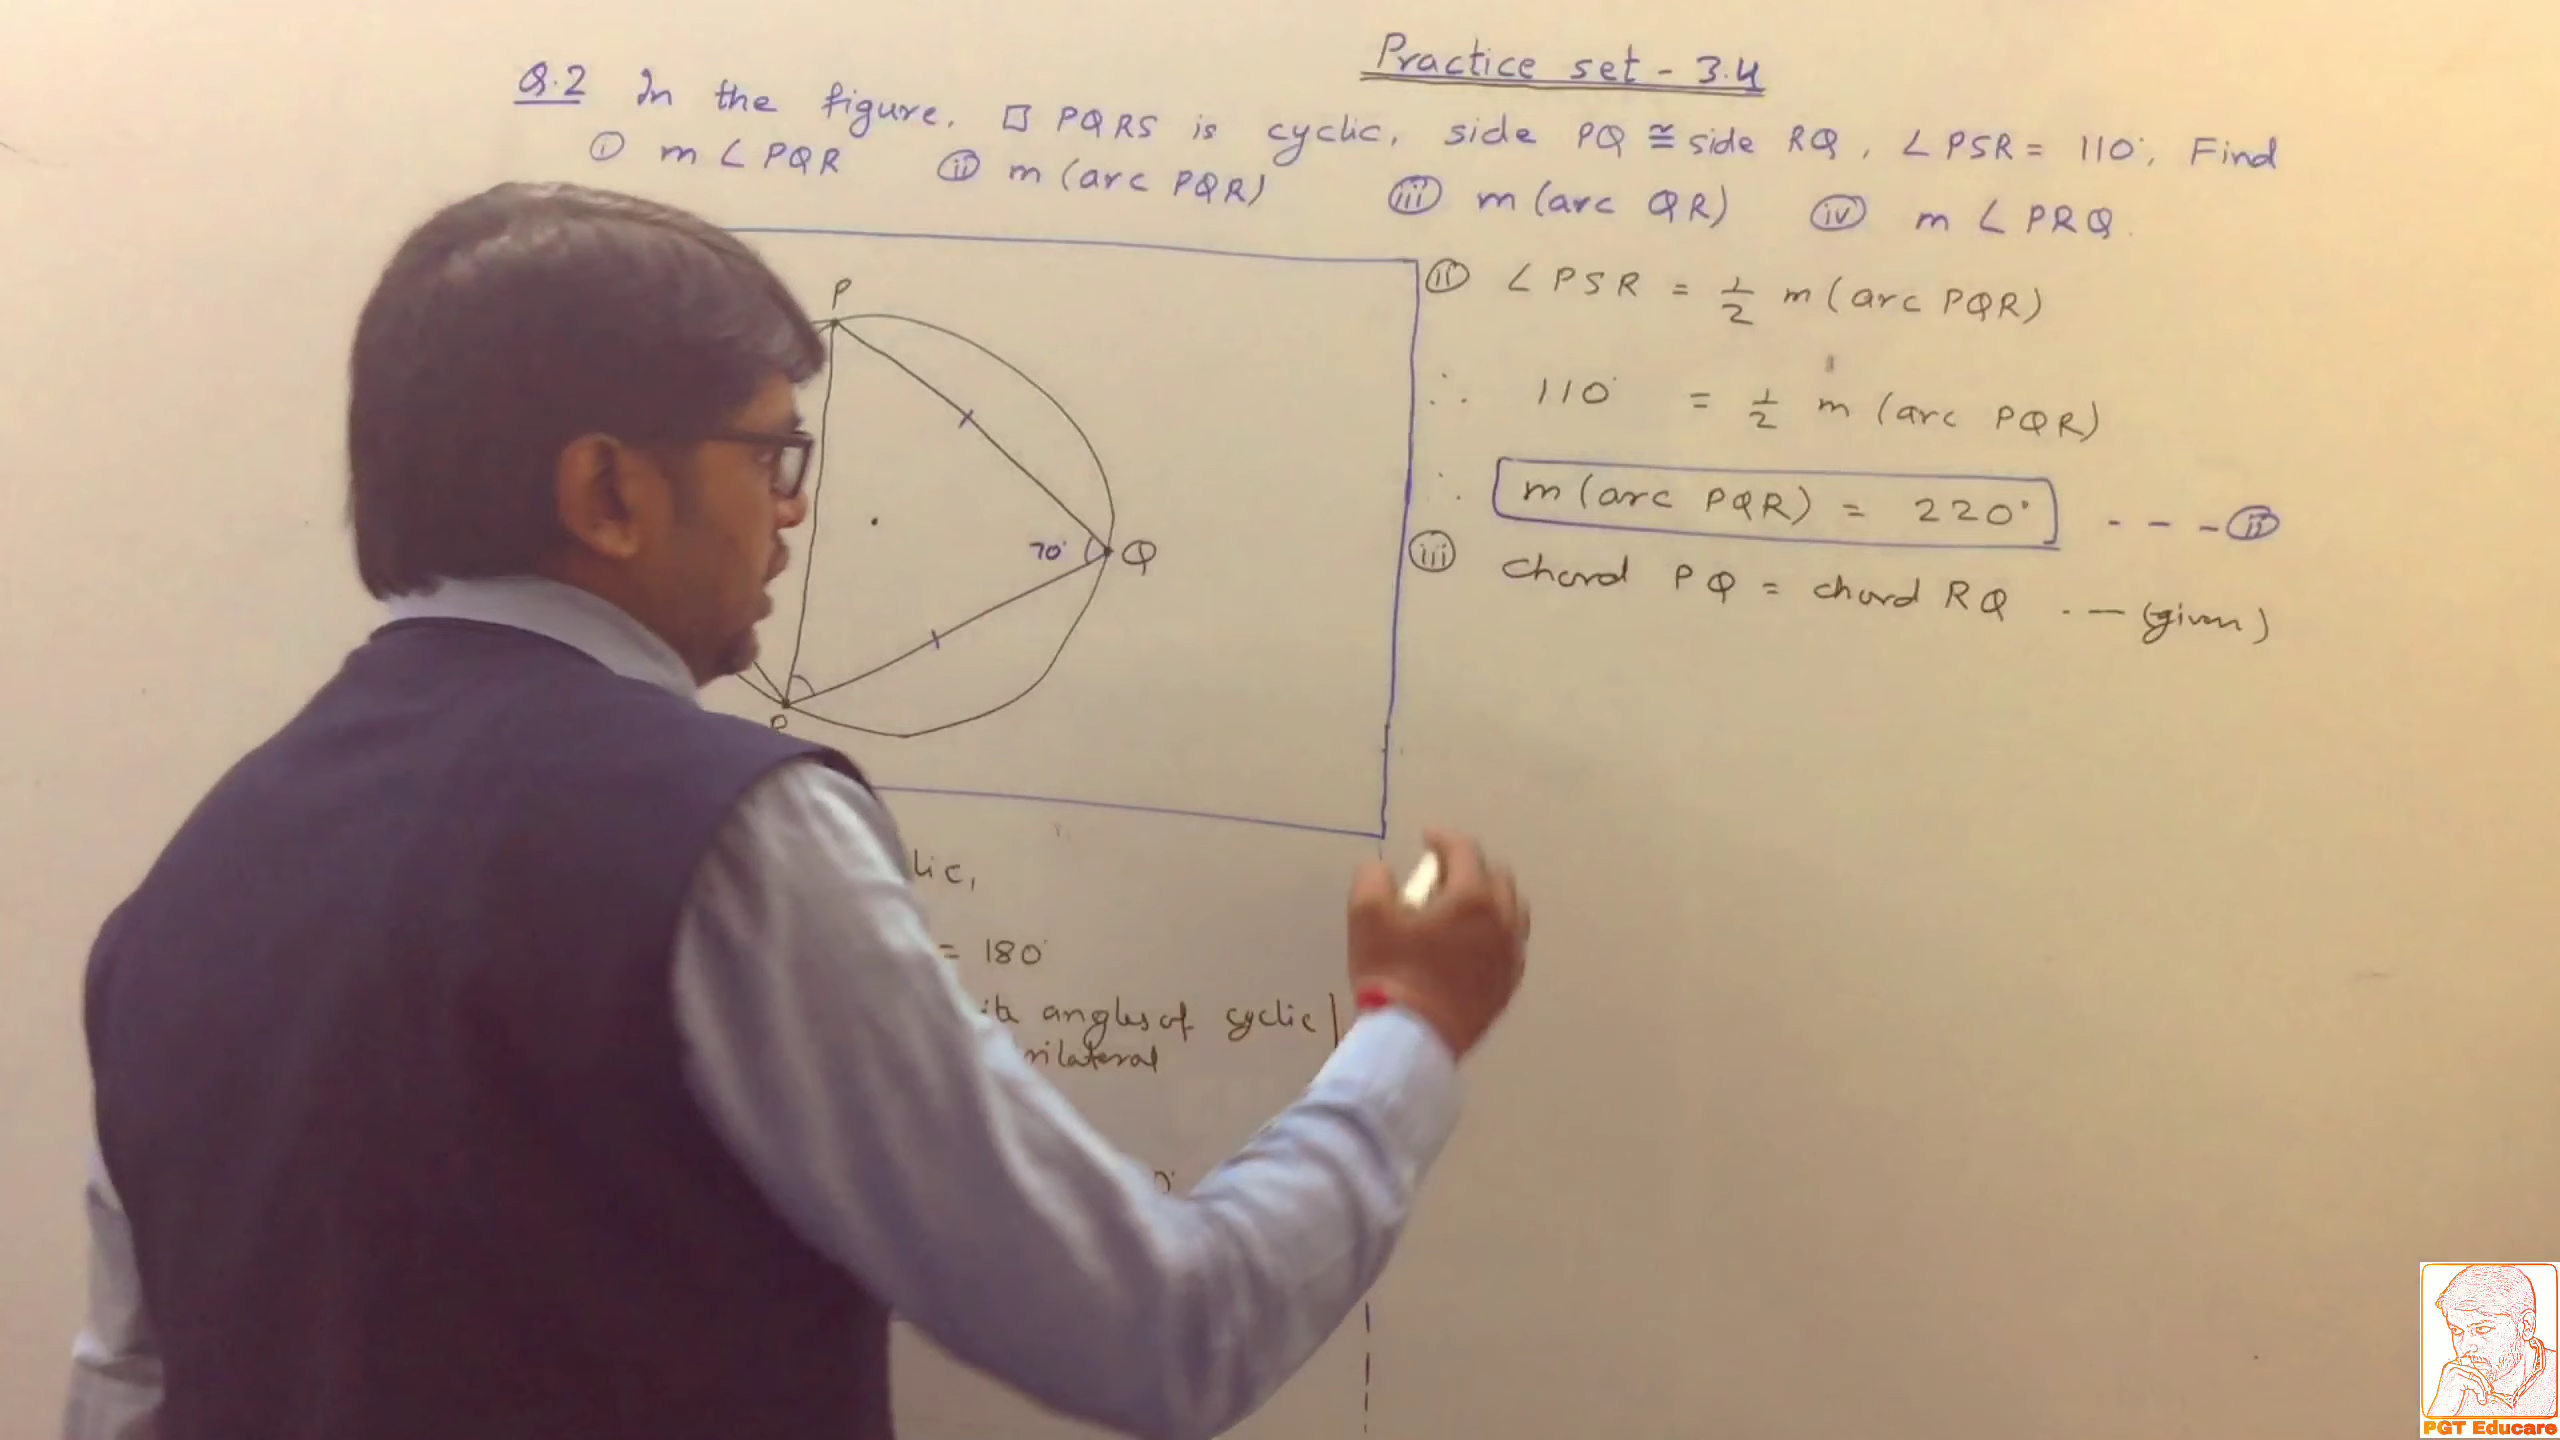 Practice set - 3.4
Q.2 In the figure, □ PQRS is cyclic, side PQ ≅ side RQ, ∠PSR = 110°, Find
(i) m∠PQR (ii) m(arc PQR) (iii) m(arc QR) (iv) m∠PRQ.
P
70°
Q
R
lic,
= 180°
angles of cyclic
rilateral
0°
(ii) ∠PSR = 1/2 m(arc PQR)
∴ 110° = 1/2 m(arc PQR)
∴ m(arc PQR) = 220° - - - (ii)
(iii) chord PQ = chord RQ - - (given)
PGT Educare